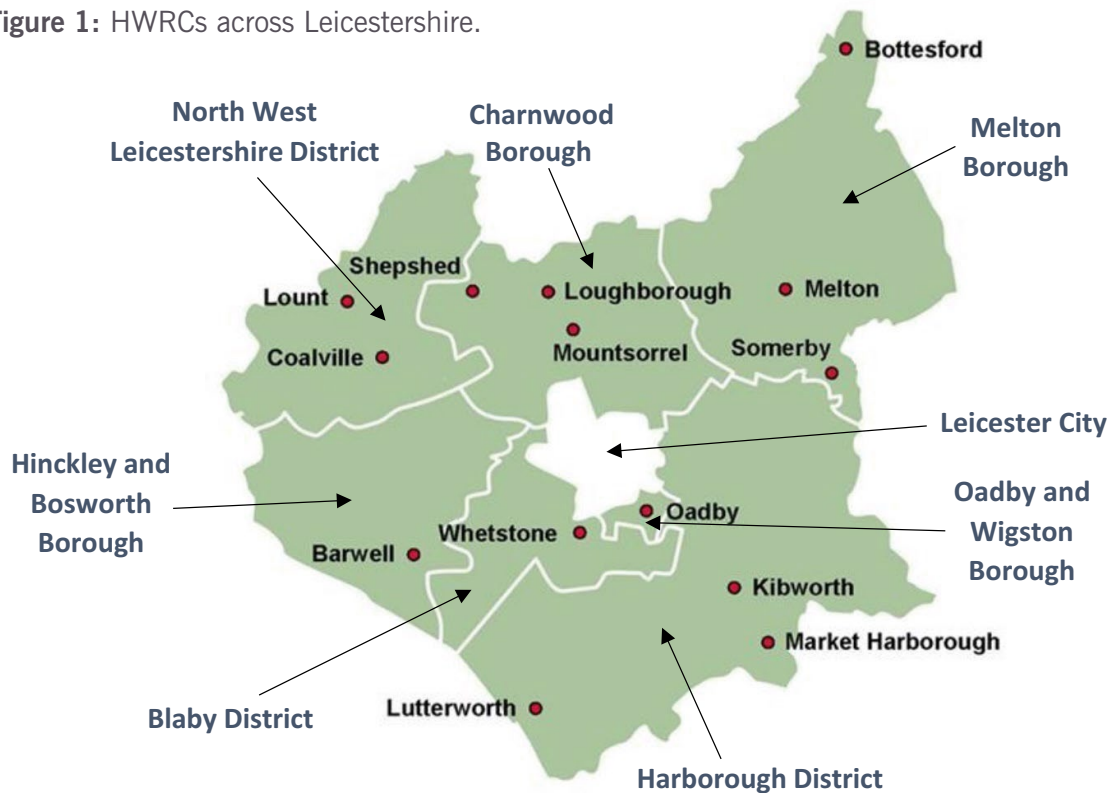 igure 1: HWRCs across Leicestershire.
Bottesford
North West
Leicestershire District
Charnwood
Borough
Melton
Borough
Shepshed
Lount
Loughborough
Melton
Coalville
Mountsorrel
Somerby
Leicester City
Hinckley and
Bosworth
Borough
Oadby and
Wigston
Borough
Oadby
Whetstone
Barwell
Kibworth
Market Harborough
Blaby District
Lutterworth
Harborough District